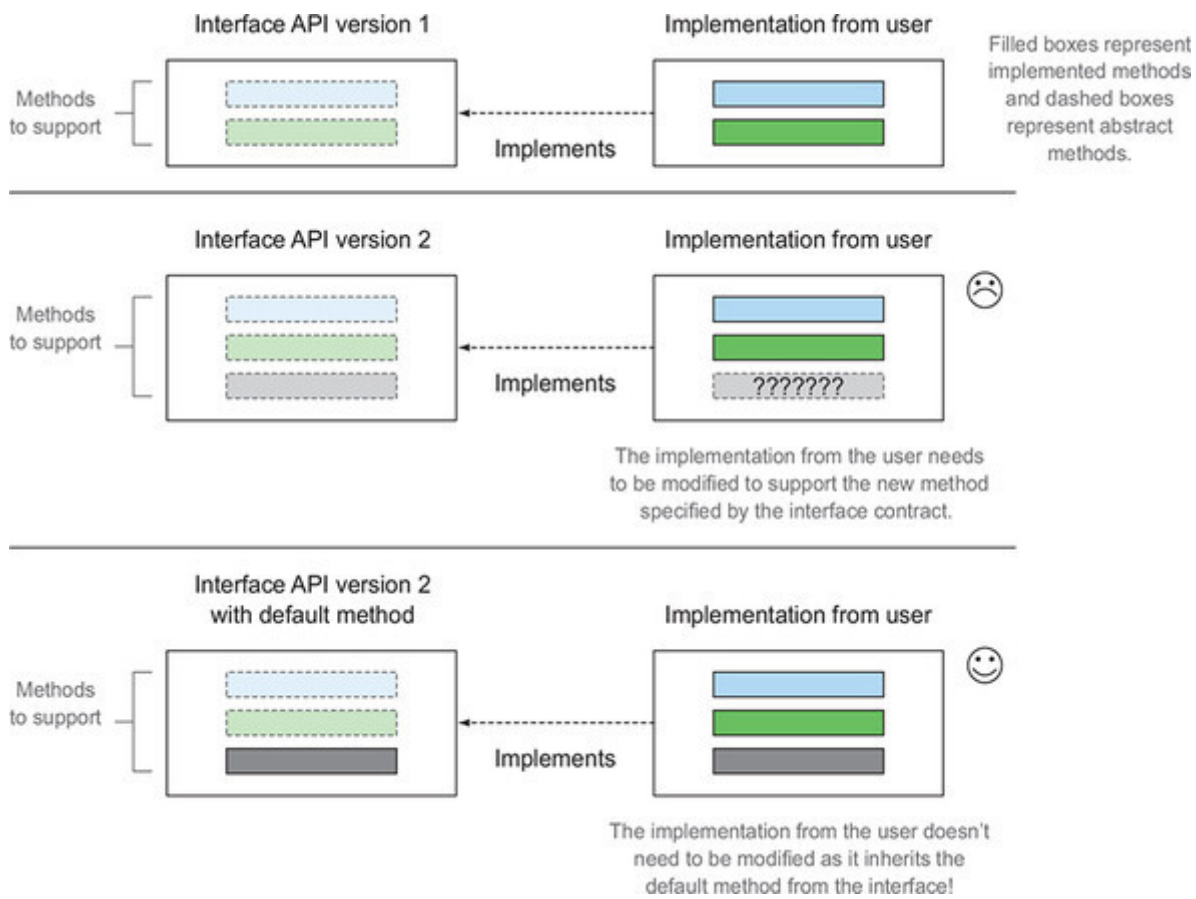 Interface API version 1
Implementation from user
Filled boxes represent
implemented methods
and dashed boxes
represent abstract
methods.
Methods
to support
Implements
Interface API version 2
Implementation from user
Methods
to support
Implements
???????
The implementation from the user needs
to be modified to support the new method
specified by the interface contract.
Interface API version 2
with default method
Implementation from user
Methods
to support
Implements
The implementation from the user doesn't
need to be modified as it inherits the
default method from the interface!